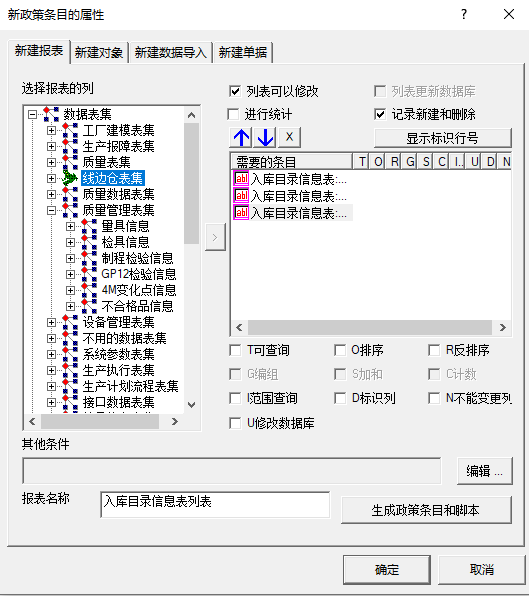 新政策条目的属性
新建报表 新建对象 新建数据导入 新建单据
选择报表的列
数据表集
工厂建模表集
生产报障表集
质量表集
线边仓表集
质量数据表集
质量管理表集
量具信息
检具信息
制程检验信息
GP12检验信息
4M变化点信息
不合格品信息
设备管理表集
不用的数据表集
系统参数表集
生产执行表集
生产计划流程表集
接口数据表集
列表可以修改 列表更新数据库
进行统计 记录新建和删除
X 显示标识行号
需要的条目 T O R G S C I.. U D N
abl 入库目录信息表:...
abl 入库目录信息表:...
abl 入库目录信息表:...
T可查询 O排序 R反排序
G编组 S加和 C计数
I范围查询 D标识列 N不能变更列
U修改数据库
其他条件
编辑 ...
报表名称 入库目录信息表列表 生成政策条目和脚本
确定 取消